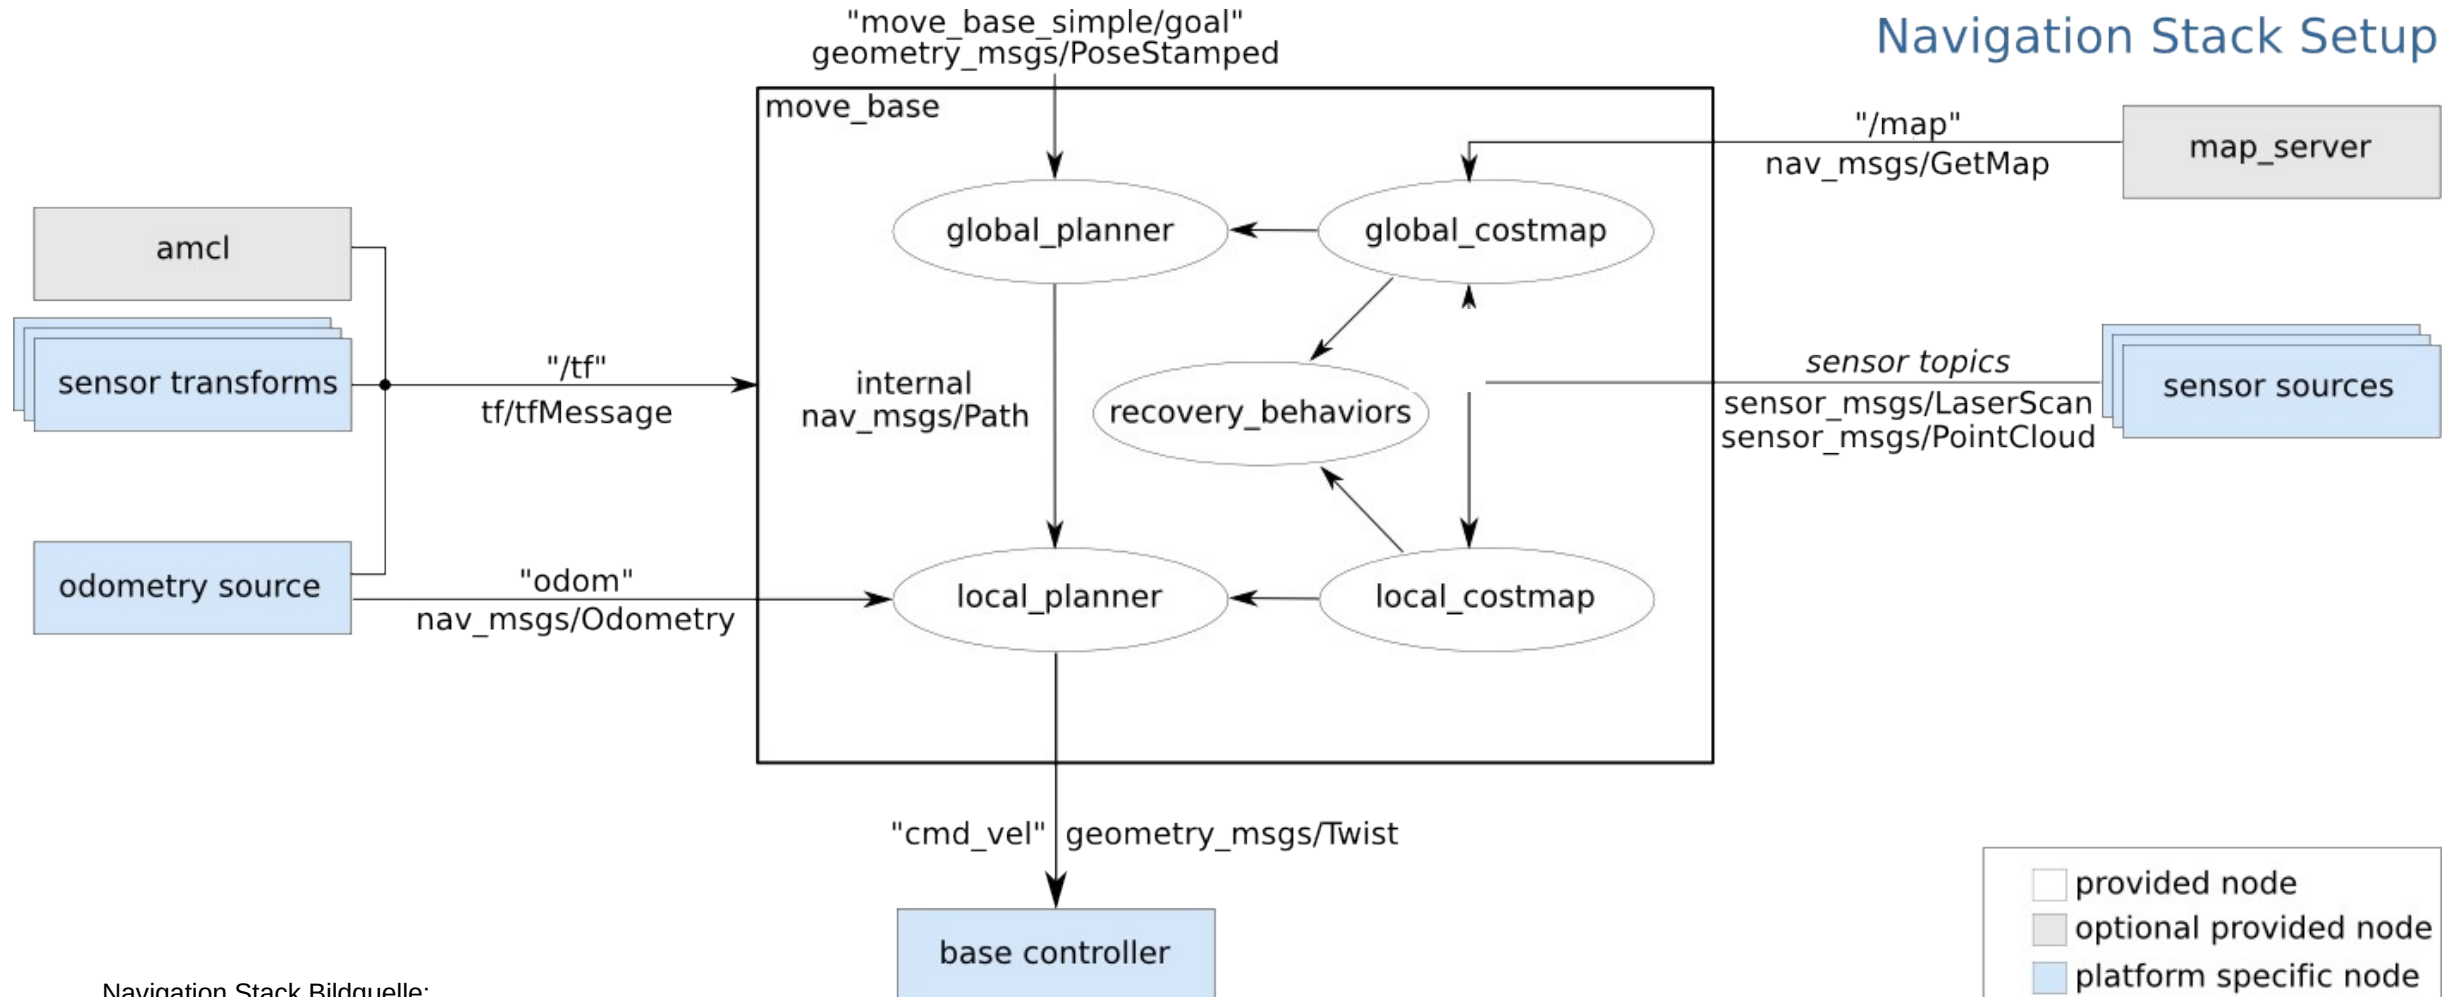 "move_base_simple/goal"
geometry_msgs/PoseStamped
Navigation Stack Setup
move_base
"/map"
nav_msgs/GetMap
map_server
global_planner
global_costmap
amcl
sensor transforms
"/tf"
tf/tfMessage
internal
nav_msgs/Path
recovery_behaviors
sensor topics
sensor_msgs/LaserScan
sensor_msgs/PointCloud
sensor sources
odometry source
"odom"
nav_msgs/Odometry
local_planner
local_costmap
"cmd_vel" geometry_msgs/Twist
base controller
provided node
optional provided node
platform specific node
Navigation Stack Bildquelle: